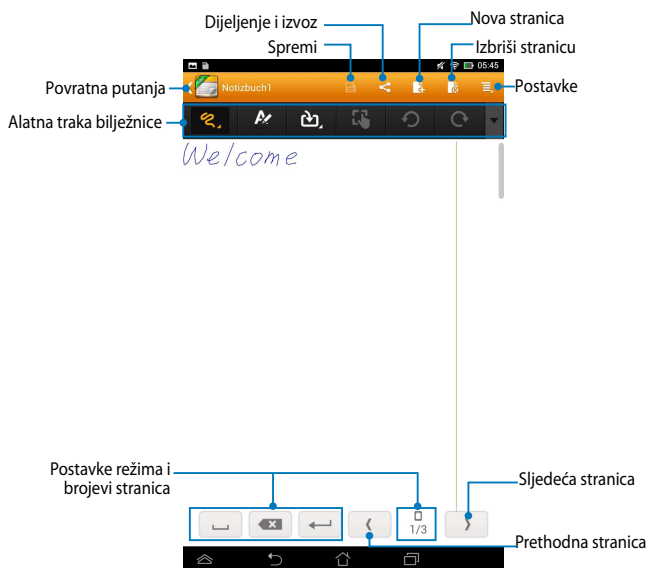 Dijeljenje i izvoz
Nova stranica
Spremi
Izbriši stranicu
05:45
Povratna putanja
Notizbuch1
Postavke
Alatna traka bilježnice
Welcome
Postavke režima i
brojevi stranica
Sljedeća stranica
1/3
Prethodna stranica